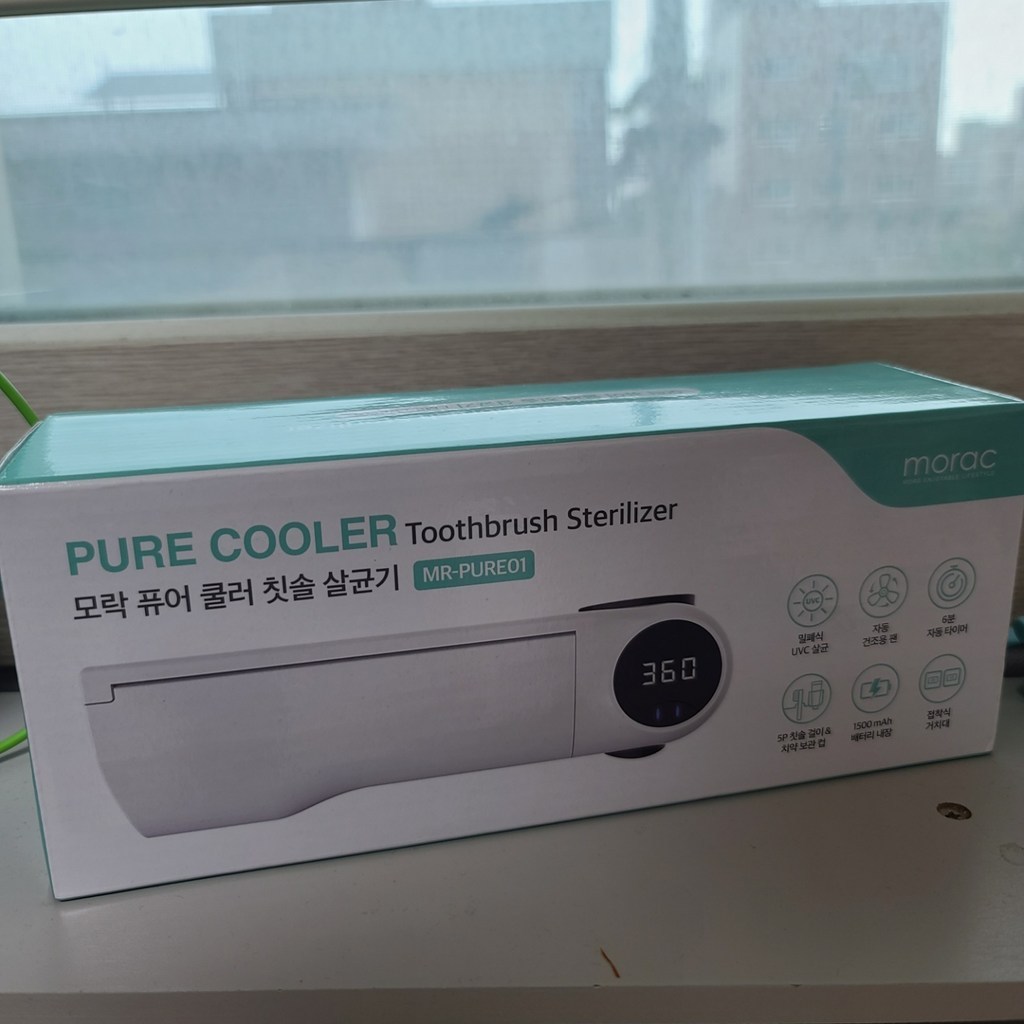 morac
PURE COOLER Toothbrush Sterilizer
모락 퓨어 쿨러 칫솔 살균기 MR-PURE01
360
UVC
밀폐식
UVC 살균
자동
건조용 팬
6분
자동 타이머
5P 칫솔 걸이 &
치약 보관 컵
1500 mAh
배터리 내장
접착식
거치대